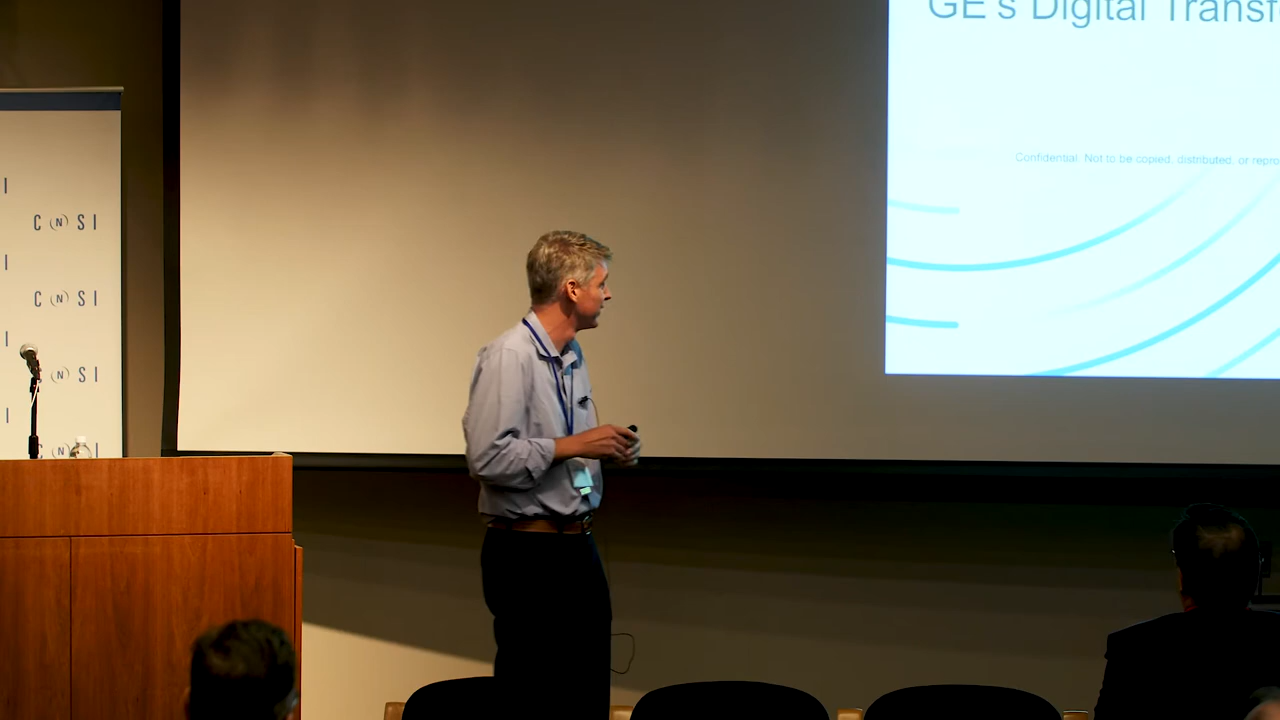 GE's Digital Transf
Confidential. Not to be copied, distributed, or repro
I
C (N) S I
I
C (N) S I
I
(N) S I
I
C (N) S I